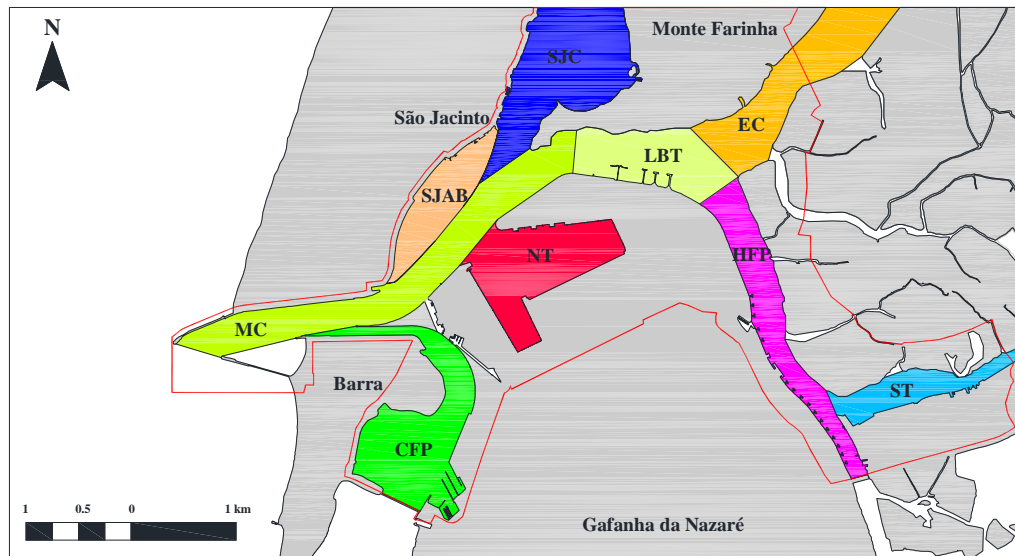 N
SJC
Monte Farinha
São Jacinto
EC
LBT
SJAB
NT
HFP
MC
Barra
ST
CFP
1 0.5 0 1 km
Gafanha da Nazaré